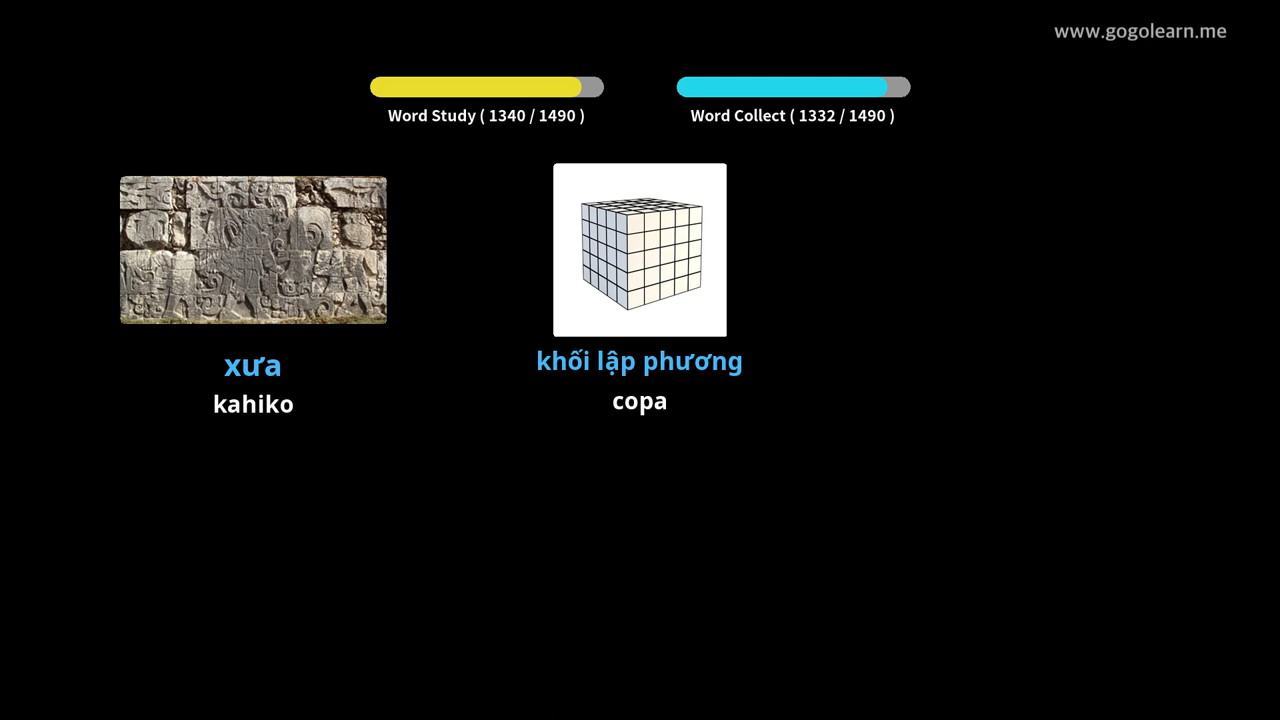 www.gogolearn.me
Word Study ( 1340 / 1490 )
Word Collect ( 1332 / 1490 )
xưa
kahiko
khối lập phương
copa